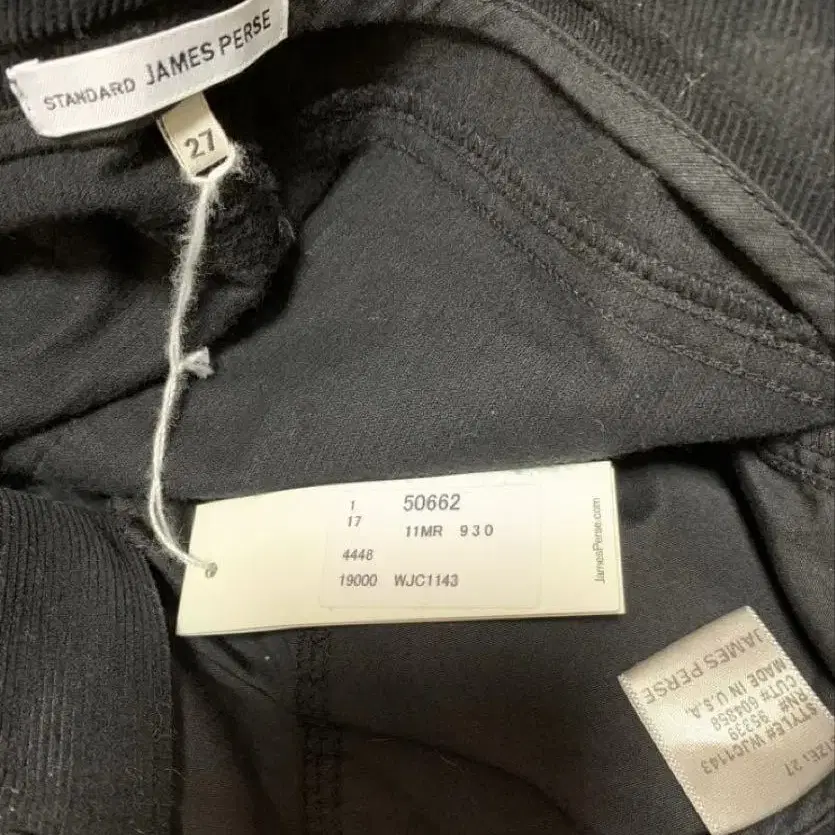 STANDARD JAMES PERSE
27
1 50662
17 11MR 930
4448
19000 WJC1143
JamesPerse.com
JAMES PERSE
MADE IN U.S.A.
CUT# 604858
RN# 95339
STYLE# WJC1143
SIZE: 27